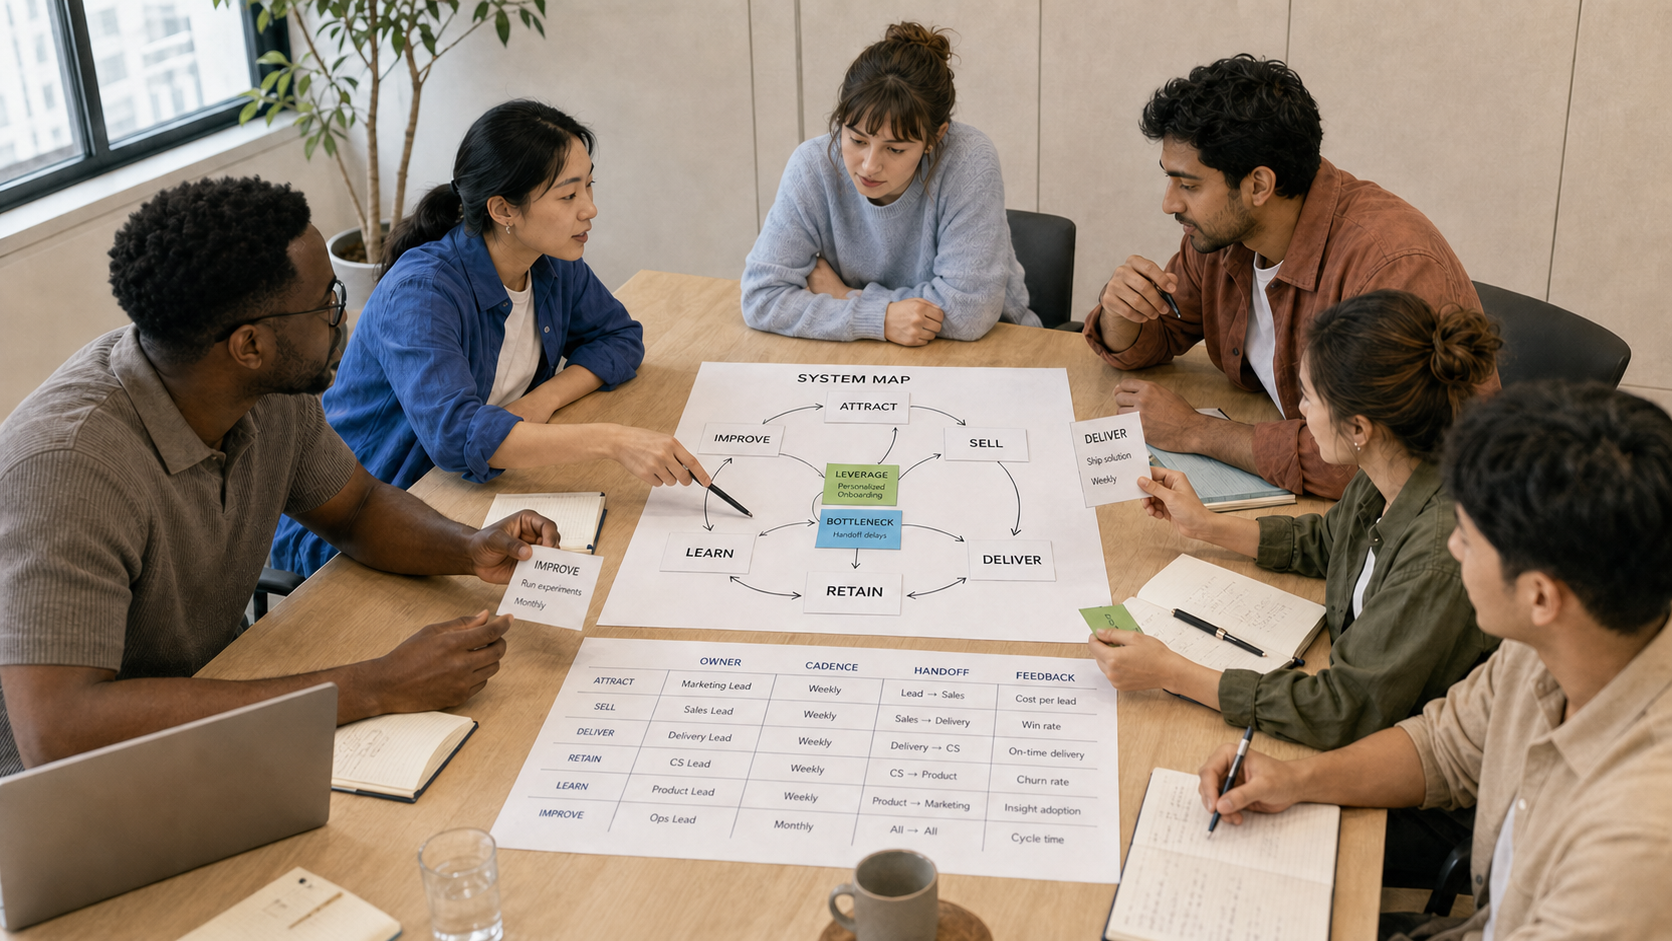 SYSTEM MAP
ATTRACT
IMPROVE
SELL
LEVERAGE
Personalized
Onboarding
BOTTLENECK
Handoff delays
LEARN
DELIVER
RETAIN
DELIVER
Ship solution
Weekly
IMPROVE
Run experiments
Monthly
OWNER CADENCE HANDOFF FEEDBACK
ATTRACT Marketing Lead Weekly Lead → Sales Cost per lead
SELL Sales Lead Weekly Sales → Delivery Win rate
DELIVER Delivery Lead Weekly Delivery → CS On-time delivery
RETAIN CS Lead Weekly CS → Product Churn rate
LEARN Product Lead Weekly Product → Marketing Insight adoption
IMPROVE Ops Lead Monthly All → All Cycle time